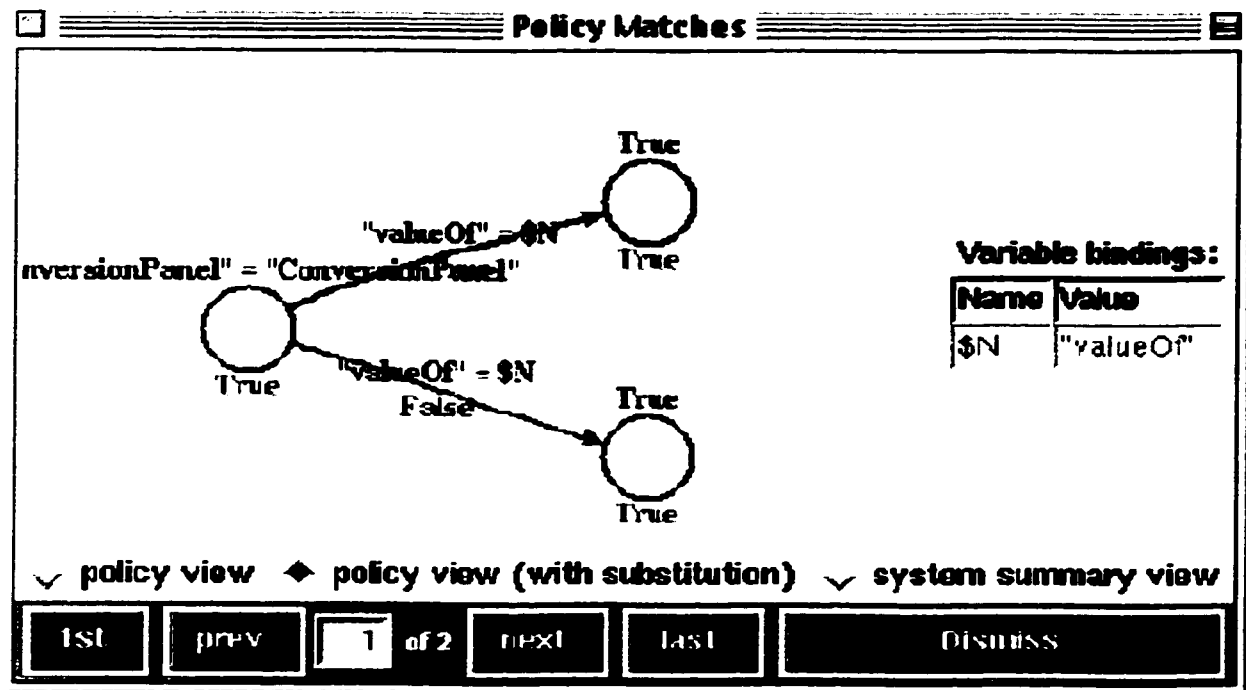 Policy Matches
True
"valueOf" = $N
True
nversionPanel" = "ConversionPanel"
Variable bindings:
Name Value
$N "valueOf"
"valueOf" = $N
True
False
True
True
policy view policy view (with substitution) system summary view
1st prev 1 of 2 next last Dismiss